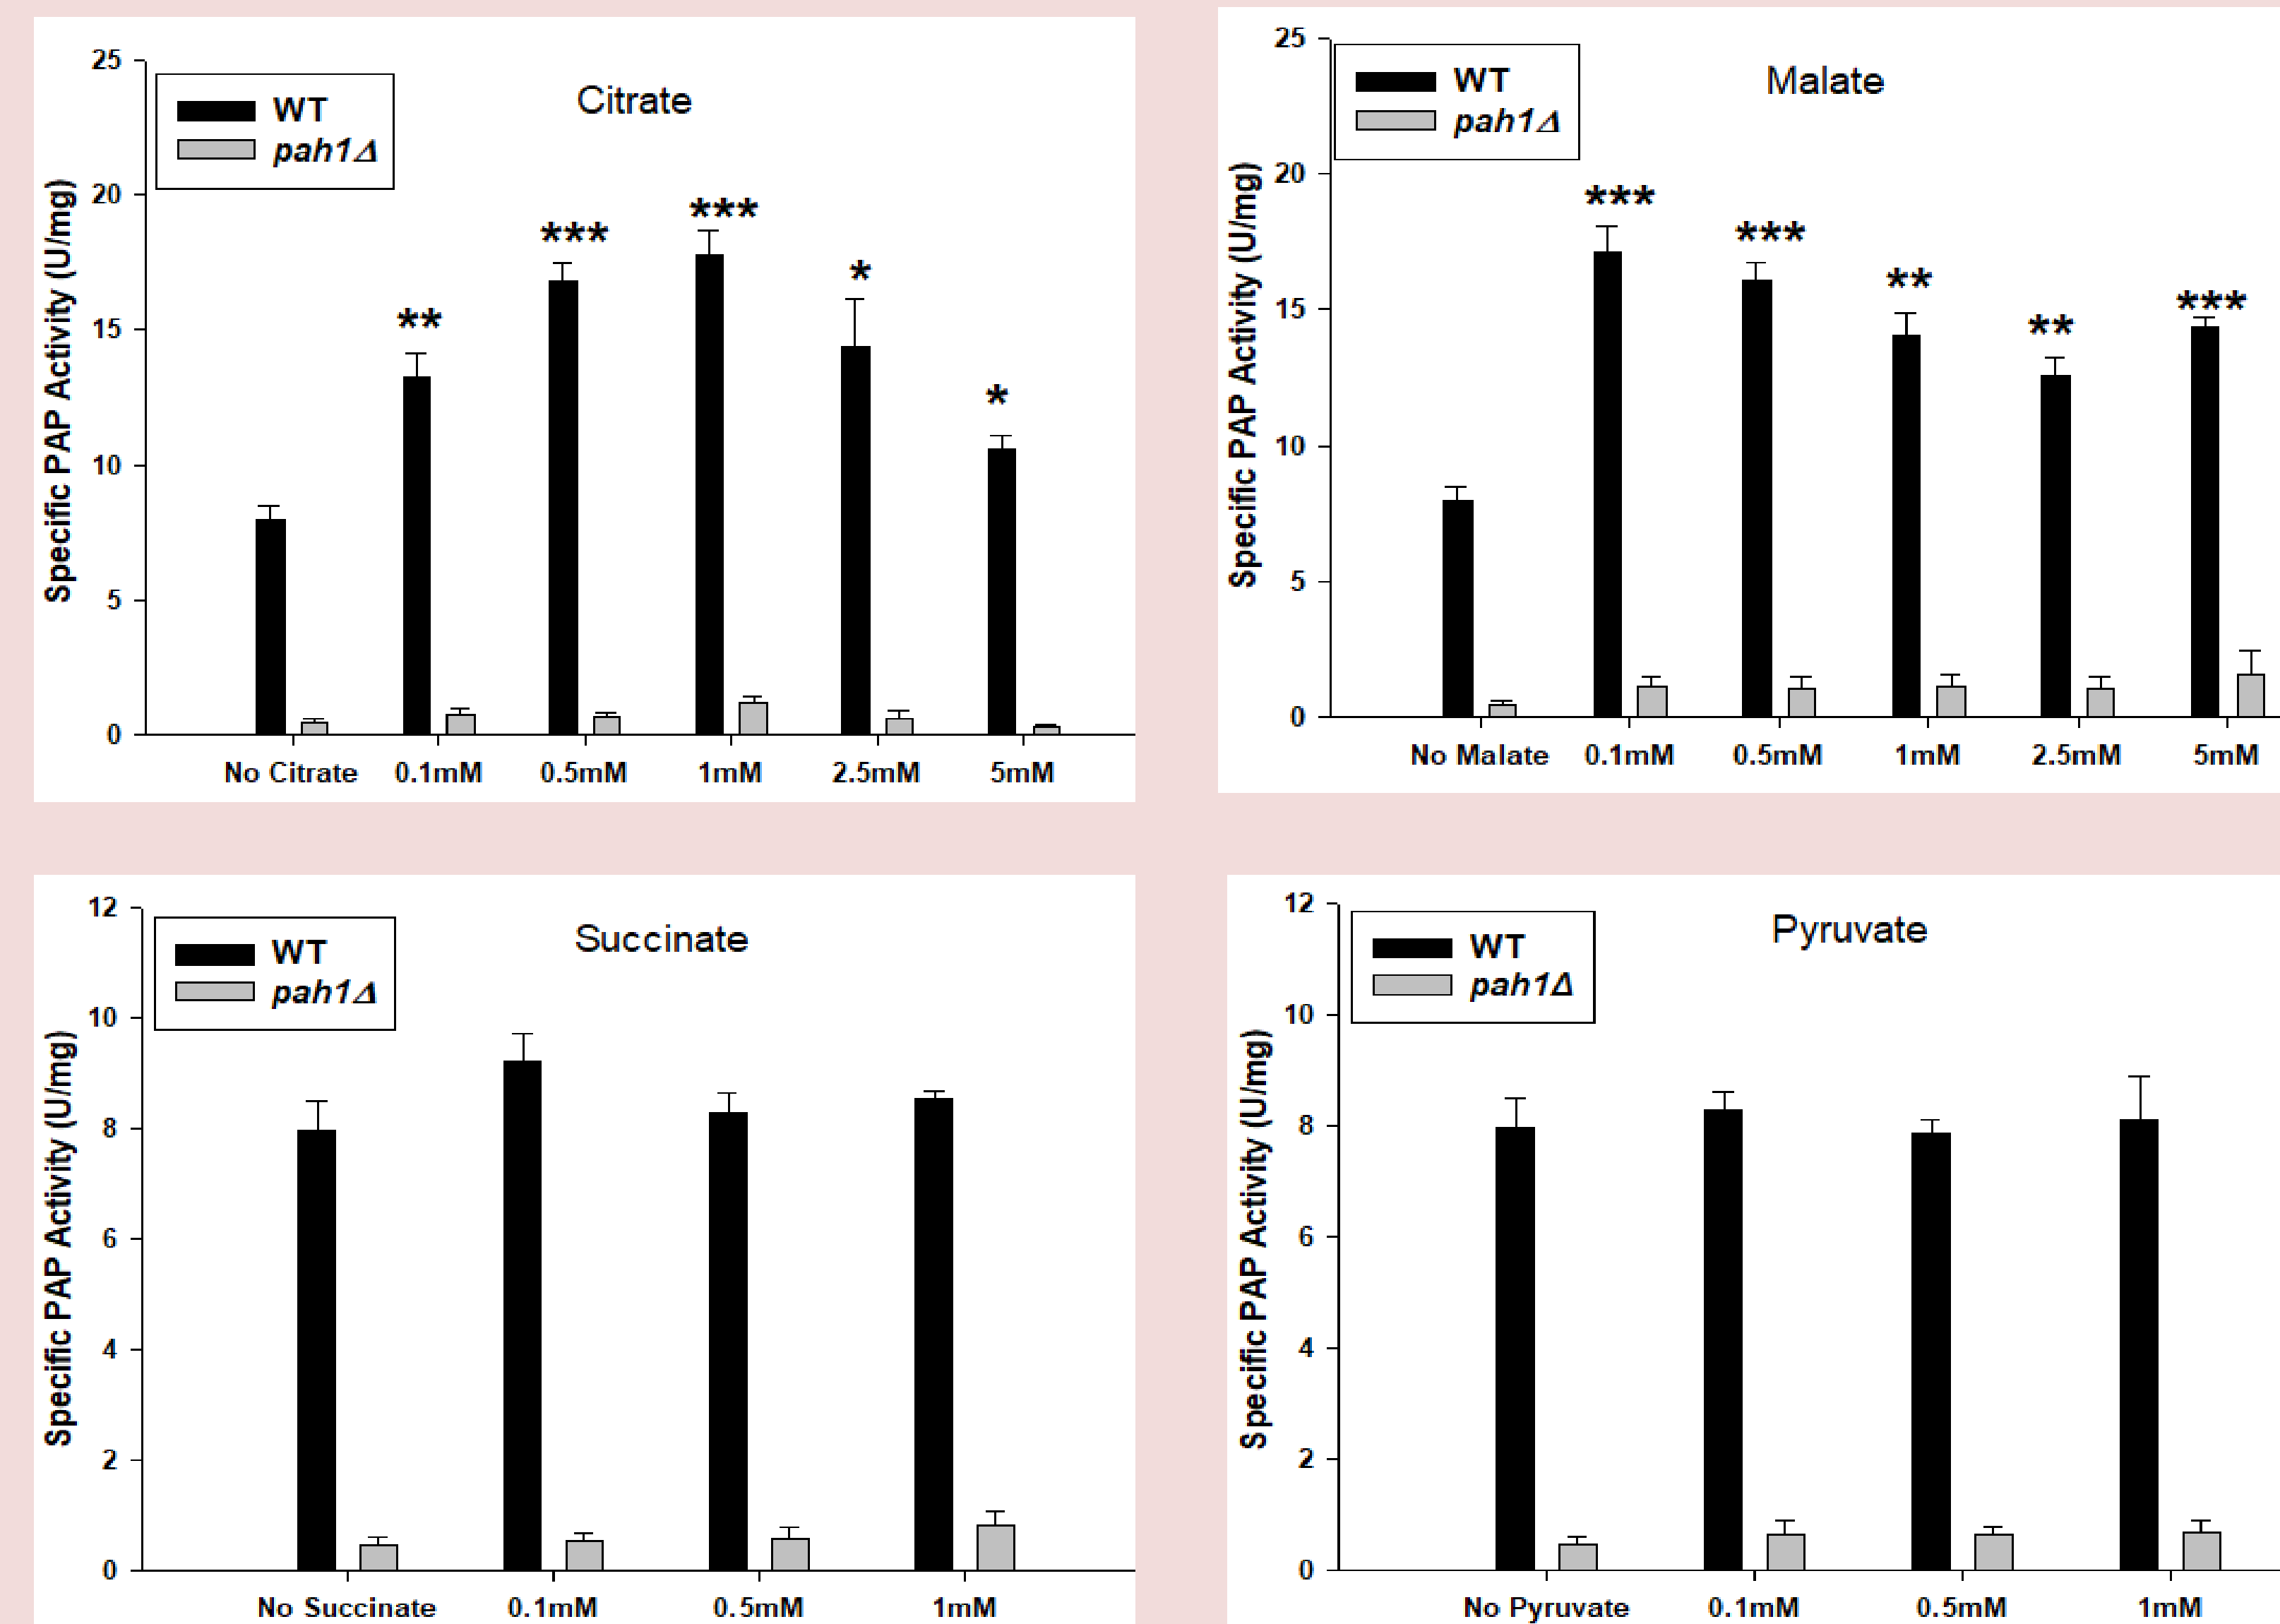 Citrate
WT
pah1Δ
Specific PAP Activity (U/mg)
25
20
15
10
5
0
**
***
***
*
*
No Citrate 0.1mM 0.5mM 1mM 2.5mM 5mM
Malate
WT
pah1Δ
Specific PAP Activity (U/mg)
25
20
15
10
5
0
***
***
**
**
***
No Malate 0.1mM 0.5mM 1mM 2.5mM 5mM
Succinate
WT
pah1Δ
Specific PAP Activity (U/mg)
12
10
8
6
4
2
0
No Succinate 0.1mM 0.5mM 1mM
Pyruvate
WT
pah1Δ
Specific PAP Activity (U/mg)
12
10
8
6
4
2
0
No Pyruvate 0.1mM 0.5mM 1mM